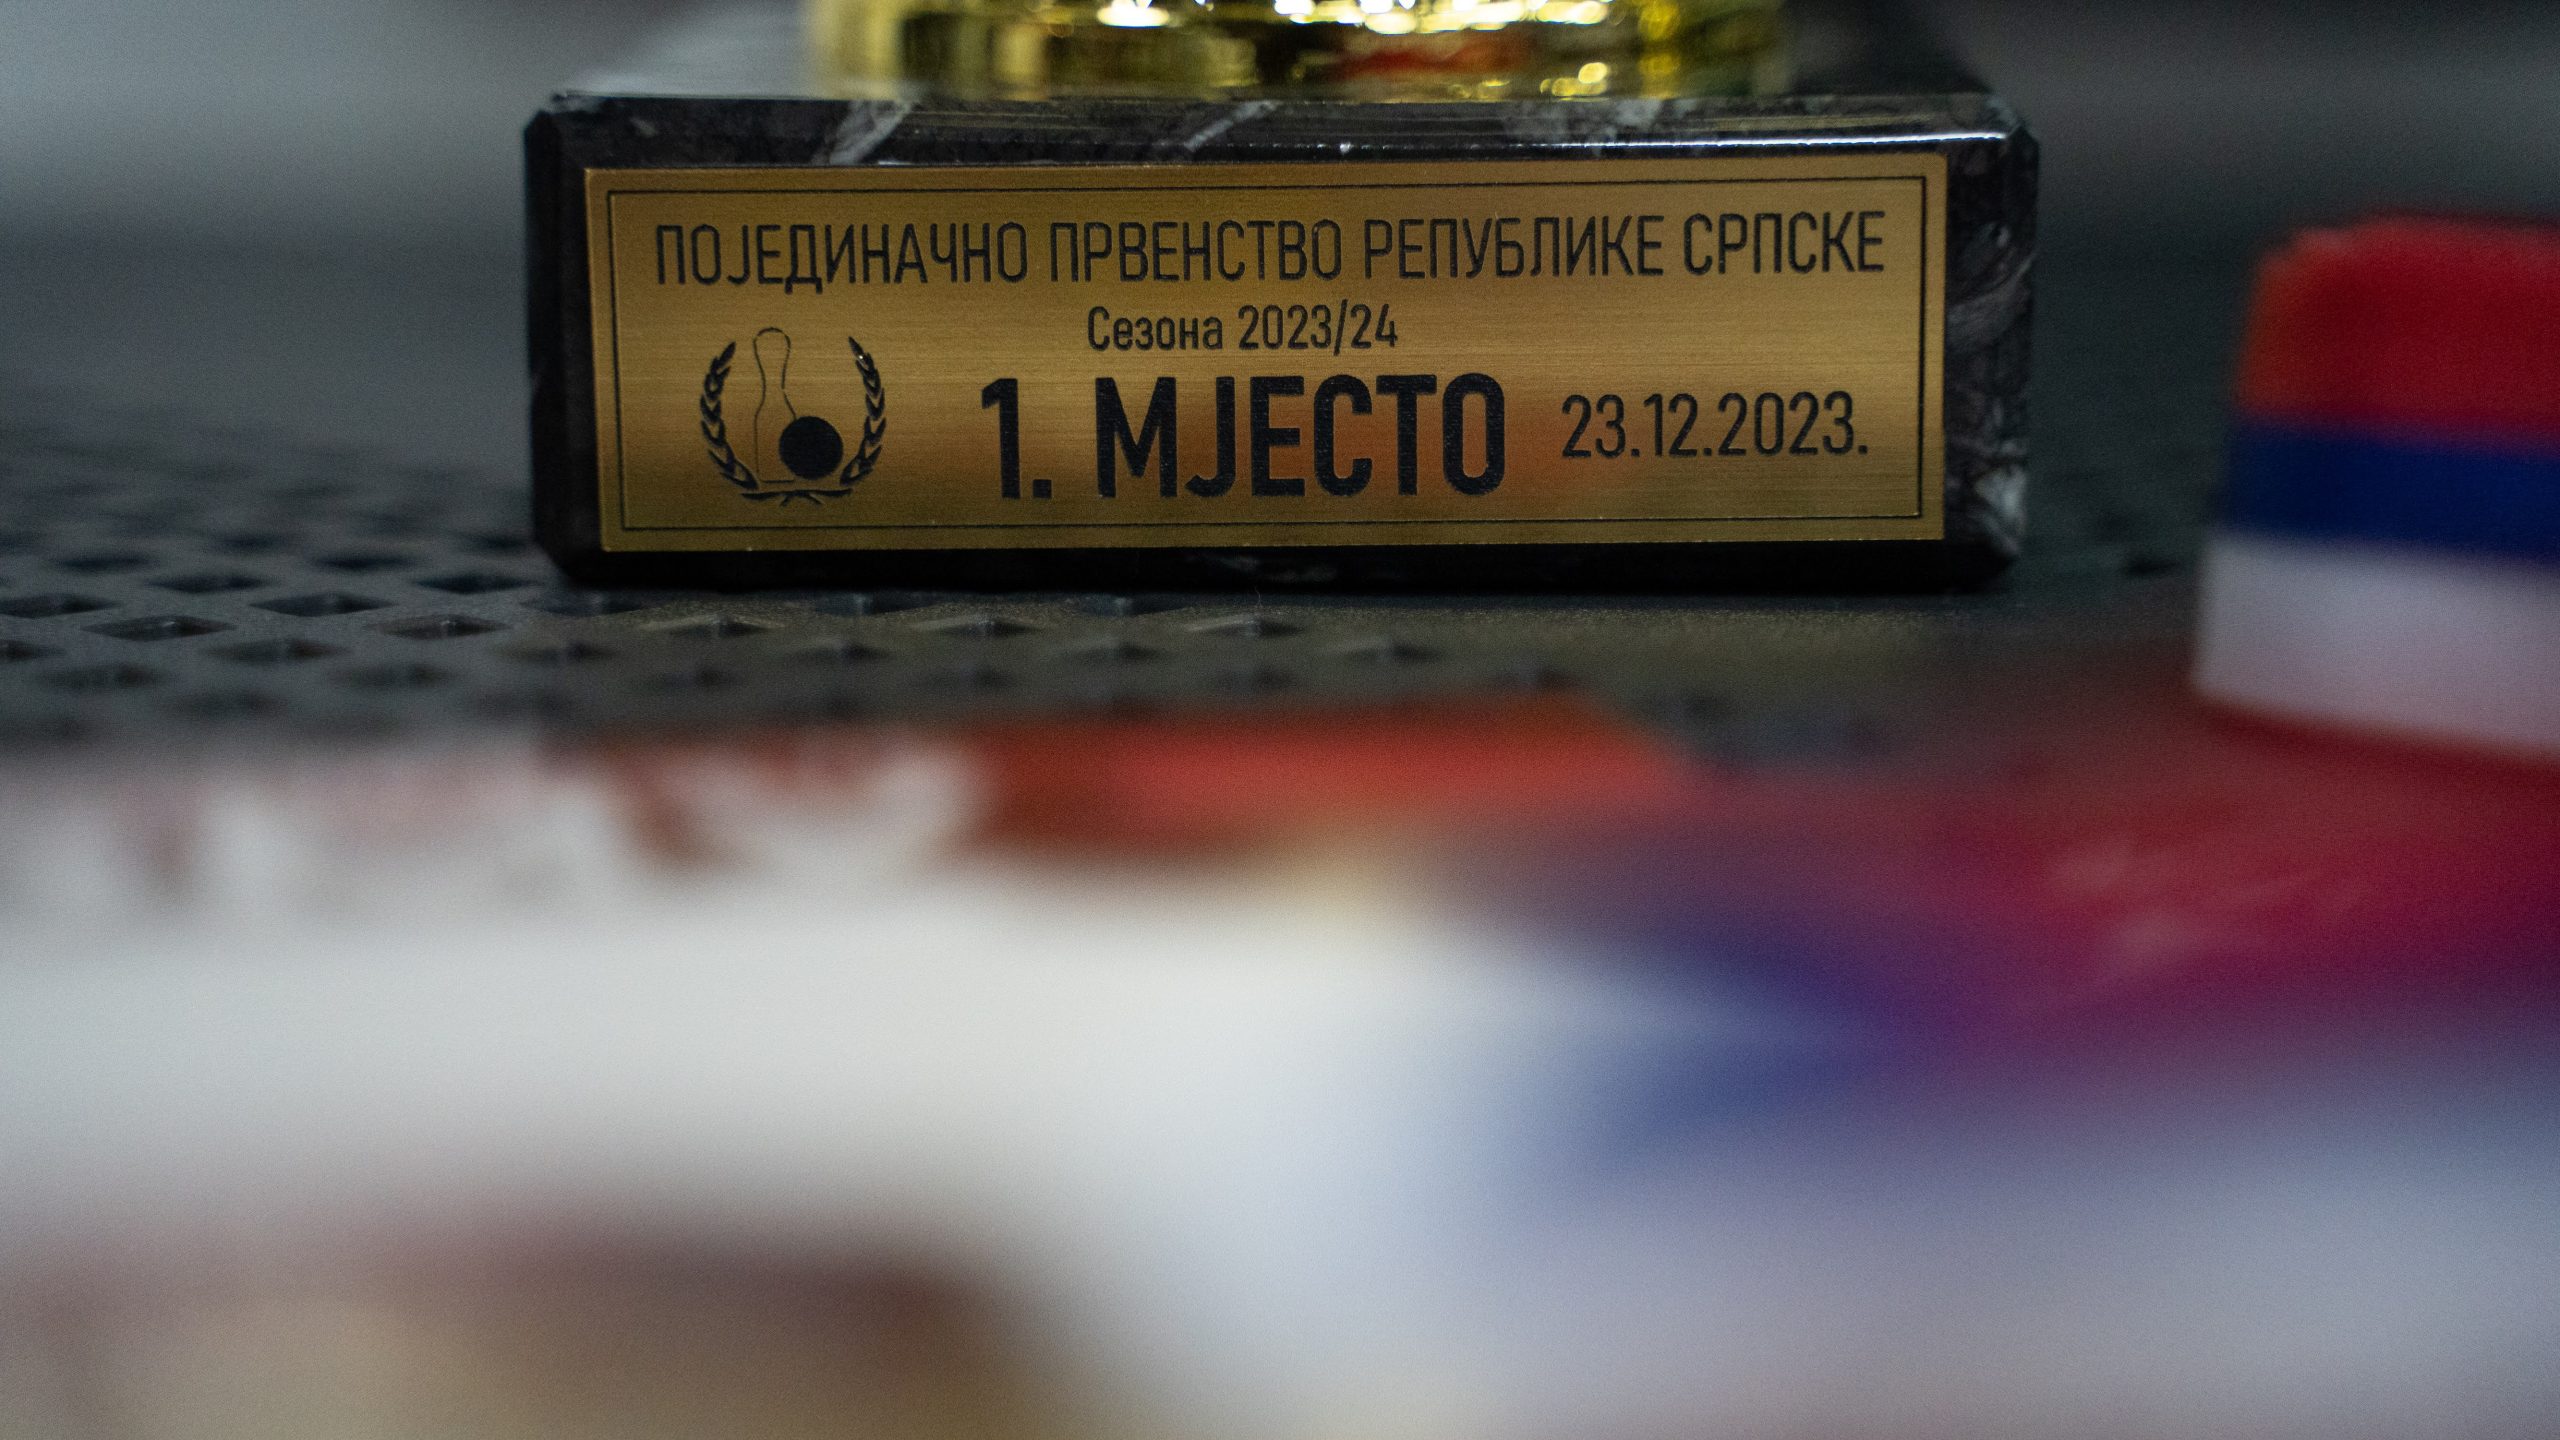 ПОЈЕДИНАЧНО ПРВЕНСТВО РЕПУБЛИКЕ СРПСКЕ
Сезона 2023/24
1. МЈЕСТО 23.12.2023.